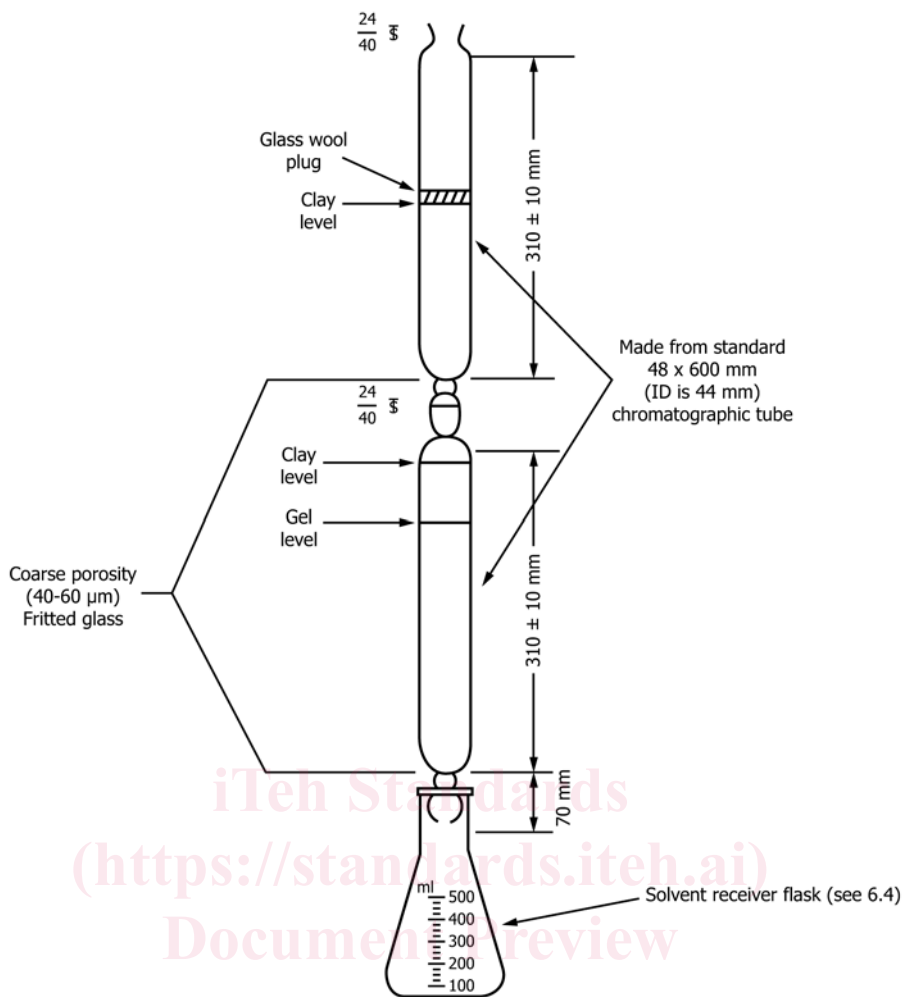 24
40 ⏁
Glass wool
plug
Clay
level
310 ± 10 mm
Made from standard
48 x 600 mm
(ID is 44 mm)
chromatographic tube
24
40 ⏁
Clay
level
Gel
level
Coarse porosity
(40-60 μm)
Fritted glass
310 ± 10 mm
70 mm
iTeh Standards
(https://standards.iteh.ai)
Document Preview
ml
500
400
300
200
100
Solvent receiver flask (see 6.4)